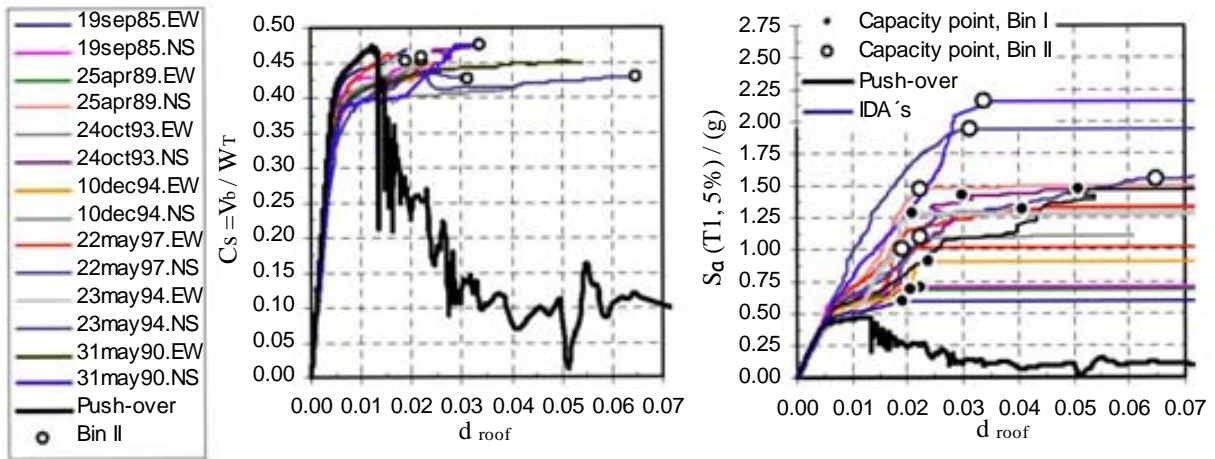 19sep85.EW
19sep85.NS
25apr89.EW
25apr89.NS
24oct93.EW
24oct93.NS
10dec94.EW
10dec94.NS
22may97.EW
22may97.NS
23may94.EW
23may94.NS
31may90.EW
31may90.NS
Push-over
Bin II
Cs = Vb / WT
0.50
0.45
0.40
0.35
0.30
0.25
0.20
0.15
0.10
0.05
0.00
0.00 0.01 0.02 0.03 0.04 0.05 0.06 0.07
d roof
Sa (T1, 5%) / (g)
2.75
2.50
2.25
2.00
1.75
1.50
1.25
1.00
0.75
0.50
0.25
0.00
Capacity point, Bin I
Capacity point, Bin II
Push-over
IDA´s
0.00 0.01 0.02 0.03 0.04 0.05 0.06 0.07
d roof